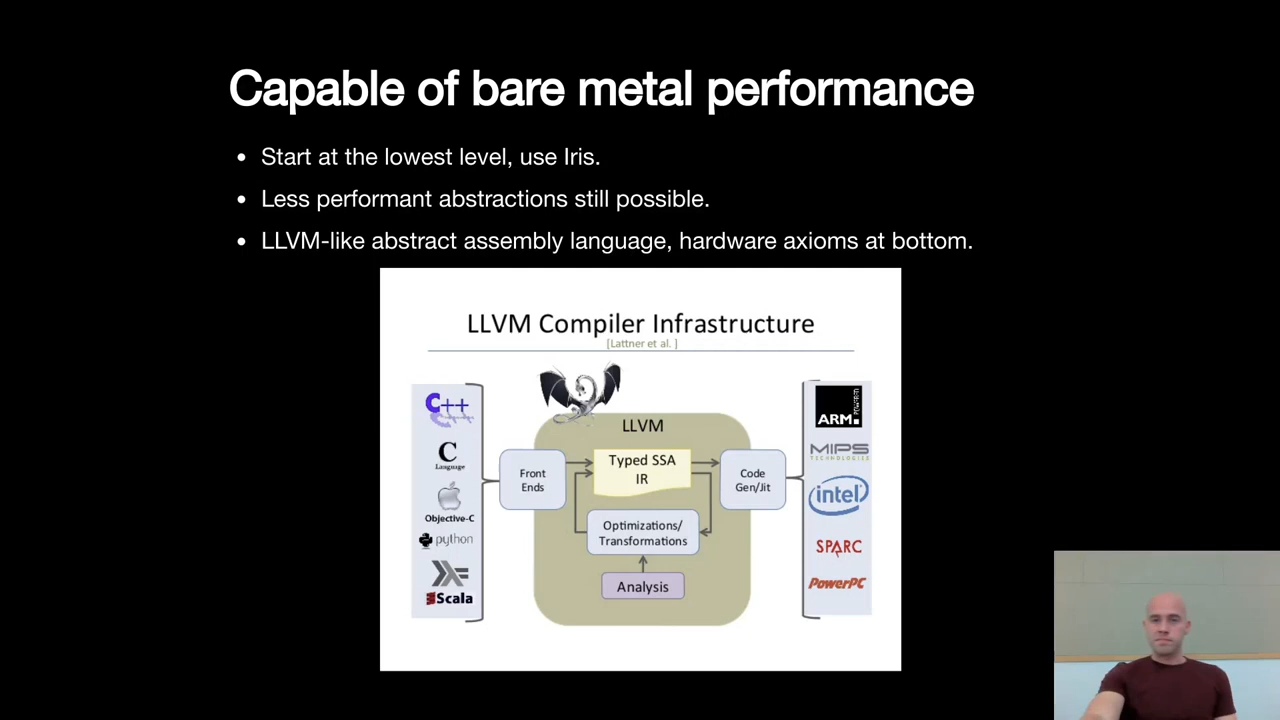 Capable of bare metal performance
• Start at the lowest level, use Iris.
• Less performant abstractions still possible.
• LLVM-like abstract assembly language, hardware axioms at bottom.
LLVM Compiler Infrastructure
[Lattner et al. ]
C++
C
Language
Objective-C
python
Scala
Front
Ends
LLVM
Typed SSA
IR
Optimizations/
Transformations
Analysis
Code
Gen/Jit
ARM
POWERED
MIPS
TECHNOLOGIES
intel
SPARC
PowerPC